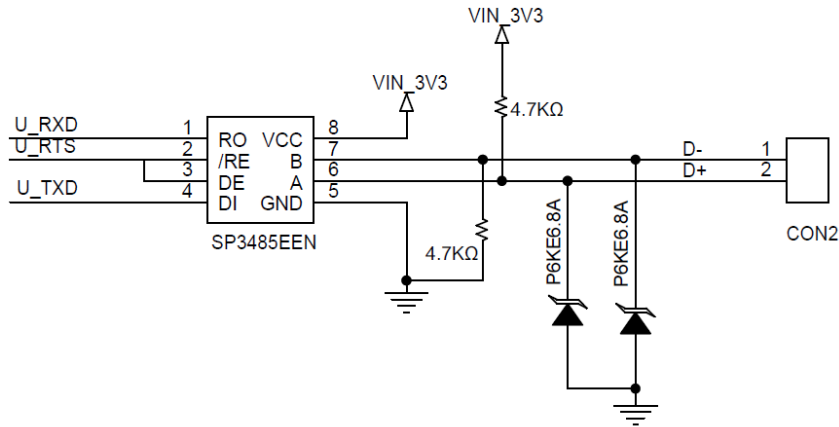 VIN_3V3
VIN_3V3
4.7KΩ
U_RXD 1 RO VCC 8
U_RTS 2 /RE B 7 D- 1
3 DE A 6 D+ 2
U_TXD 4 DI GND 5
SP3485EEN
4.7KΩ
P6KE6.8A
P6KE6.8A
CON2